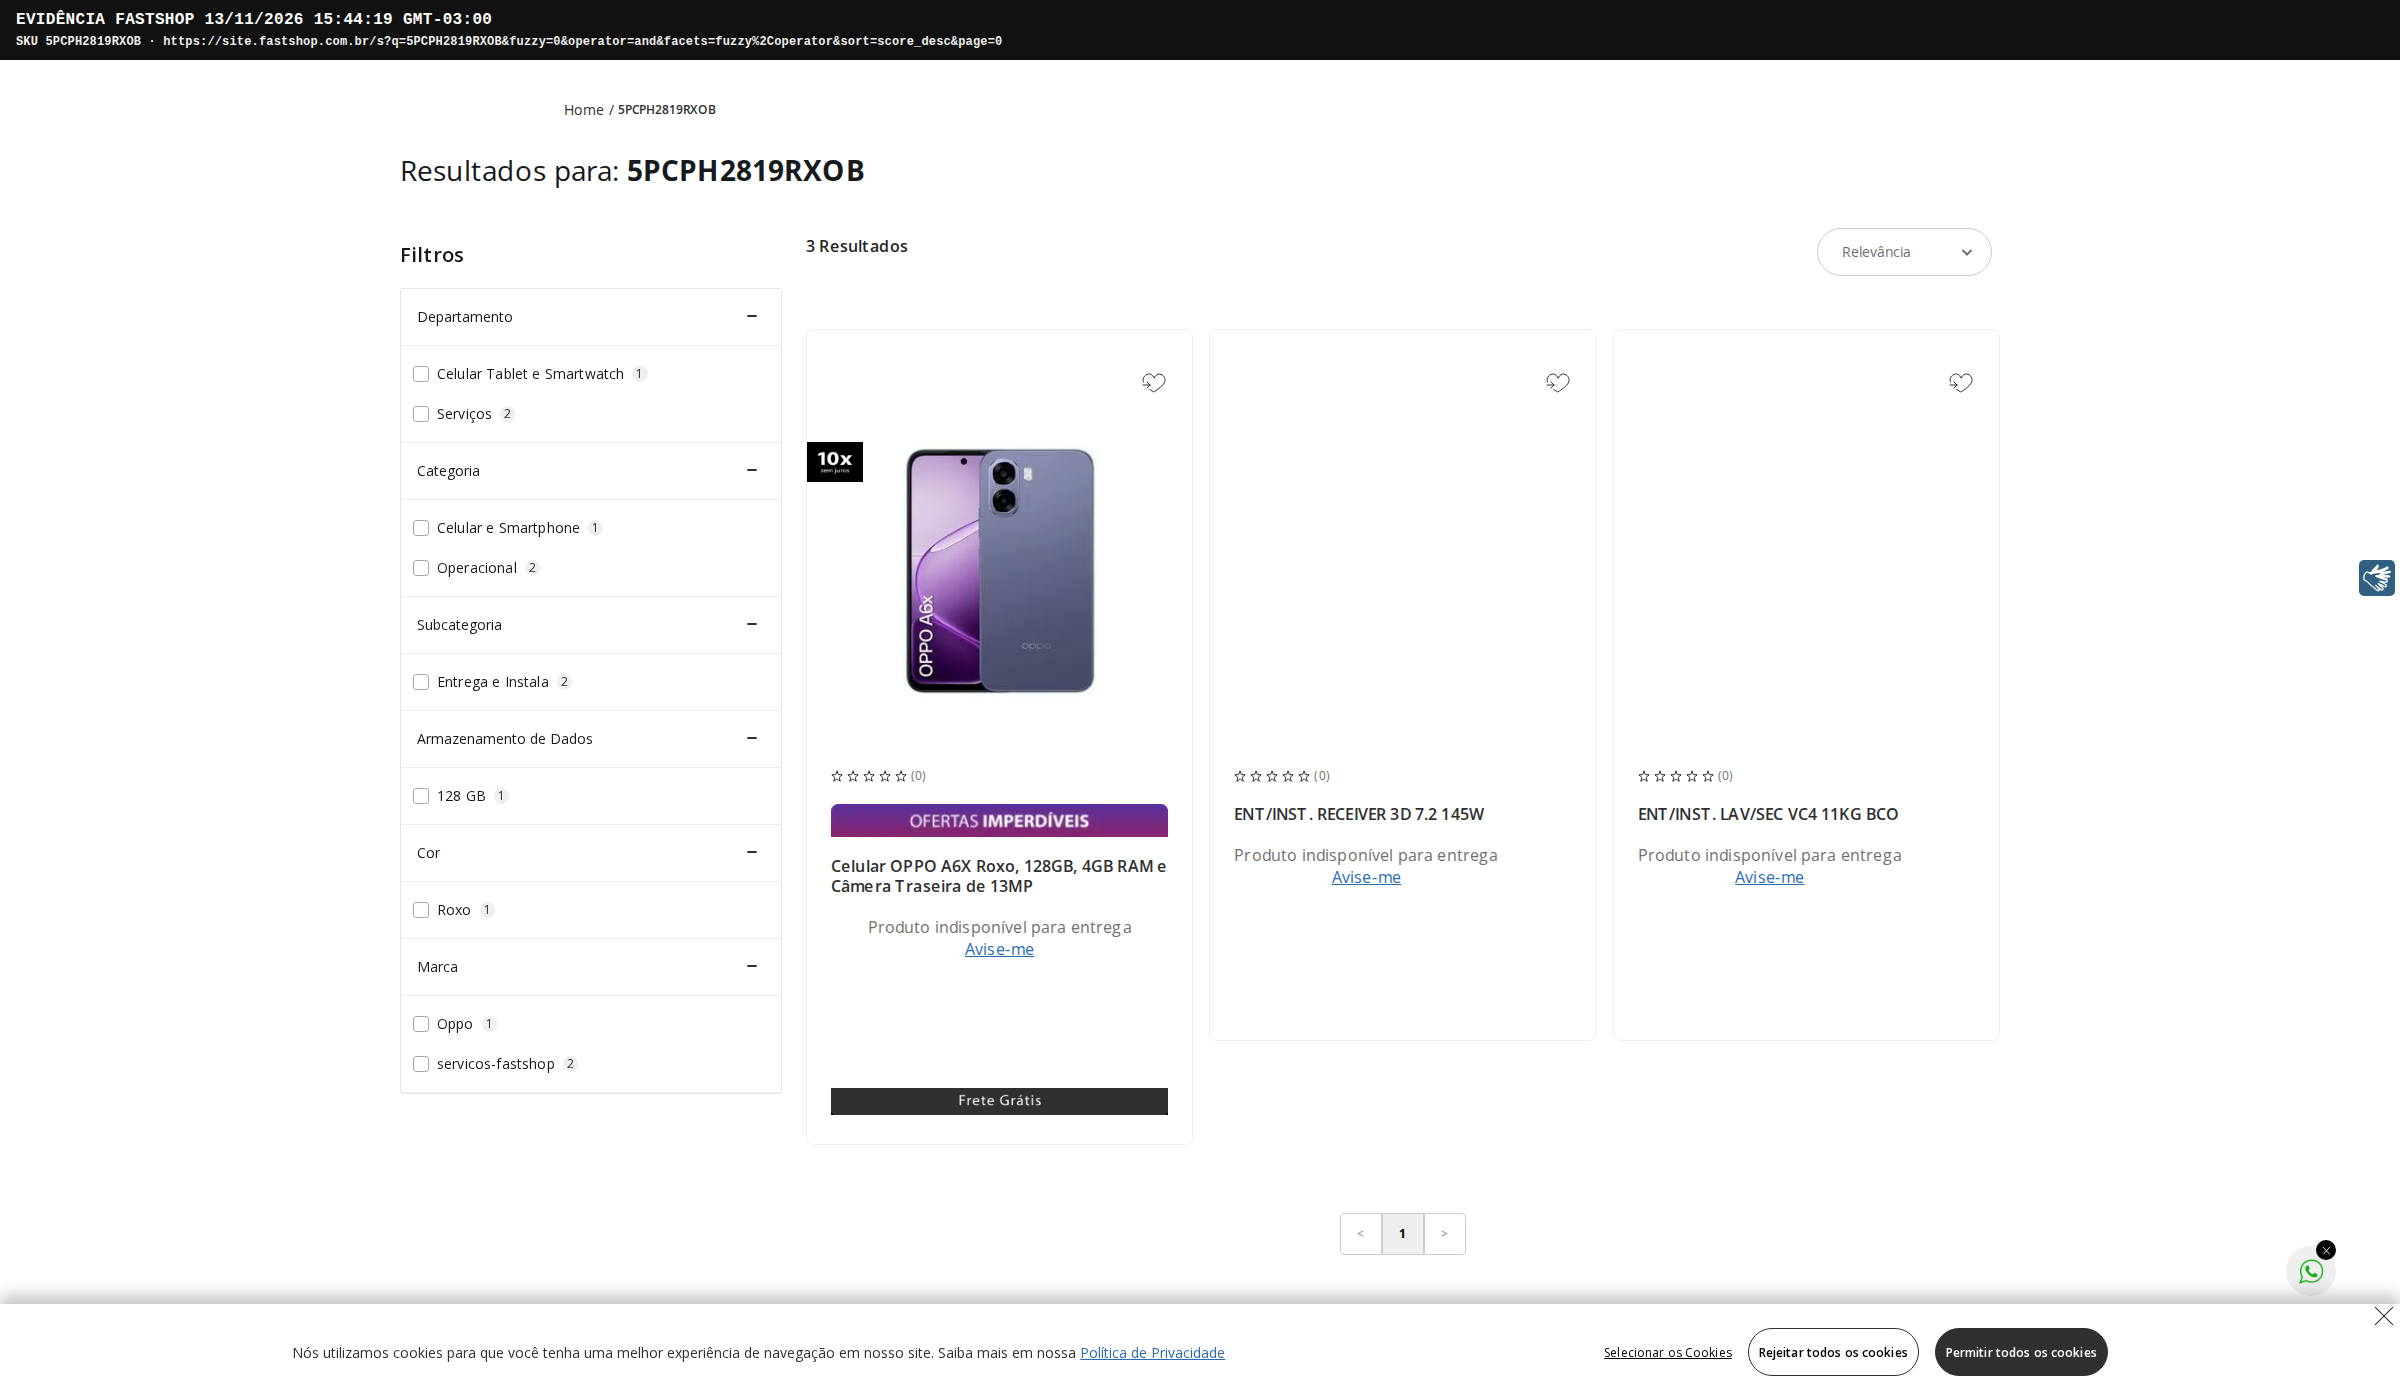 EVIDÊNCIA FASTSHOP 13/11/2026 15:44:19 GMT-03:00
SKU 5PCPH2819RXOB · https://site.fastshop.com.br/s?q=5PCPH2819RXOB&fuzzy=0&operator=and&facets=fuzzy%2Coperator&sort=score_desc&page=0
Home / 5PCPH2819RXOB
Resultados para: 5PCPH2819RXOB
Filtros
Departamento
Celular Tablet e Smartwatch 1
Serviços 2
Categoria
Celular e Smartphone 1
Operacional 2
Subcategoria
Entrega e Instala 2
Armazenamento de Dados
128 GB 1
Cor
Roxo 1
Marca
Oppo 1
servicos-fastshop 2
3 Resultados
Relevância
10x
sem juros
OPPO A6x
oppo
(0)
OFERTAS IMPERDÍVEIS
Celular OPPO A6X Roxo, 128GB, 4GB RAM e
Câmera Traseira de 13MP
Produto indisponível para entrega
Avise-me
Frete Grátis
(0)
ENT/INST. RECEIVER 3D 7.2 145W
Produto indisponível para entrega
Avise-me
(0)
ENT/INST. LAV/SEC VC4 11KG BCO
Produto indisponível para entrega
Avise-me
< 1 >
Nós utilizamos cookies para que você tenha uma melhor experiência de navegação em nosso site. Saiba mais em nossa Política de Privacidade
Selecionar os Cookies
Rejeitar todos os cookies
Permitir todos os cookies